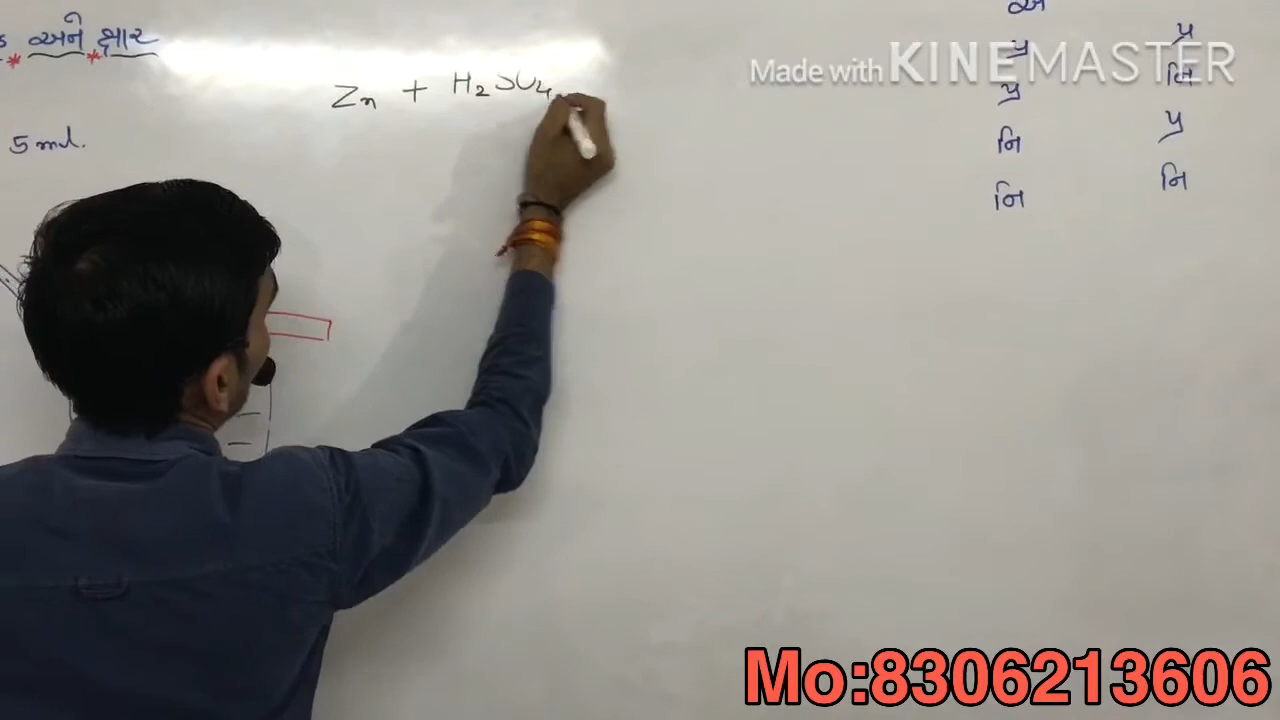 અને ક્ષાર
Zn + H2SO4
5 ml.
અ
પ્ર
પ્ર
નિ
નિ
પ્ર
નિ
પ્ર
નિ
Made with KINEMASTER
Mo:8306213606